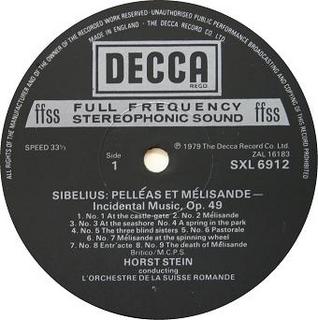 ALL RIGHTS OF THE MANUFACTURER AND OF THE OWNER OF THE RECORDED WORK RESERVED · UNAUTHORISED PUBLIC PERFORMANCE BROADCASTING AND COPYING OF THIS RECORD PROHIBITED
MADE IN ENGLAND, · THE DECCA RECORD CO LTD.
DECCA
REGD
ffss FULL FREQUENCY ffss
STEREOPHONIC SOUND
SPEED 33⅓
Side
1
℗ 1979 The Decca Record Co. Ltd.
ZAL 16183
SXL 6912
SIBELIUS: PELLÉAS ET MÉLISANDE—
Incidental Music, Op. 49
1. No. 1 At the castle-gate 2. No. 2 Mélisande
3. No. 3 At the seashore 4. No. 4 A spring in the park
5. No. 5 The three blind sisters 6. No. 6 Pastorale
7. No. 7 Mélisande at the spinning wheel
8. No. 8 Entr'acte 9. No. 9 The death of Mélisande
Britico/M.C.P.S.
HORST STEIN
conducting
L'ORCHESTRE DE LA SUISSE ROMANDE